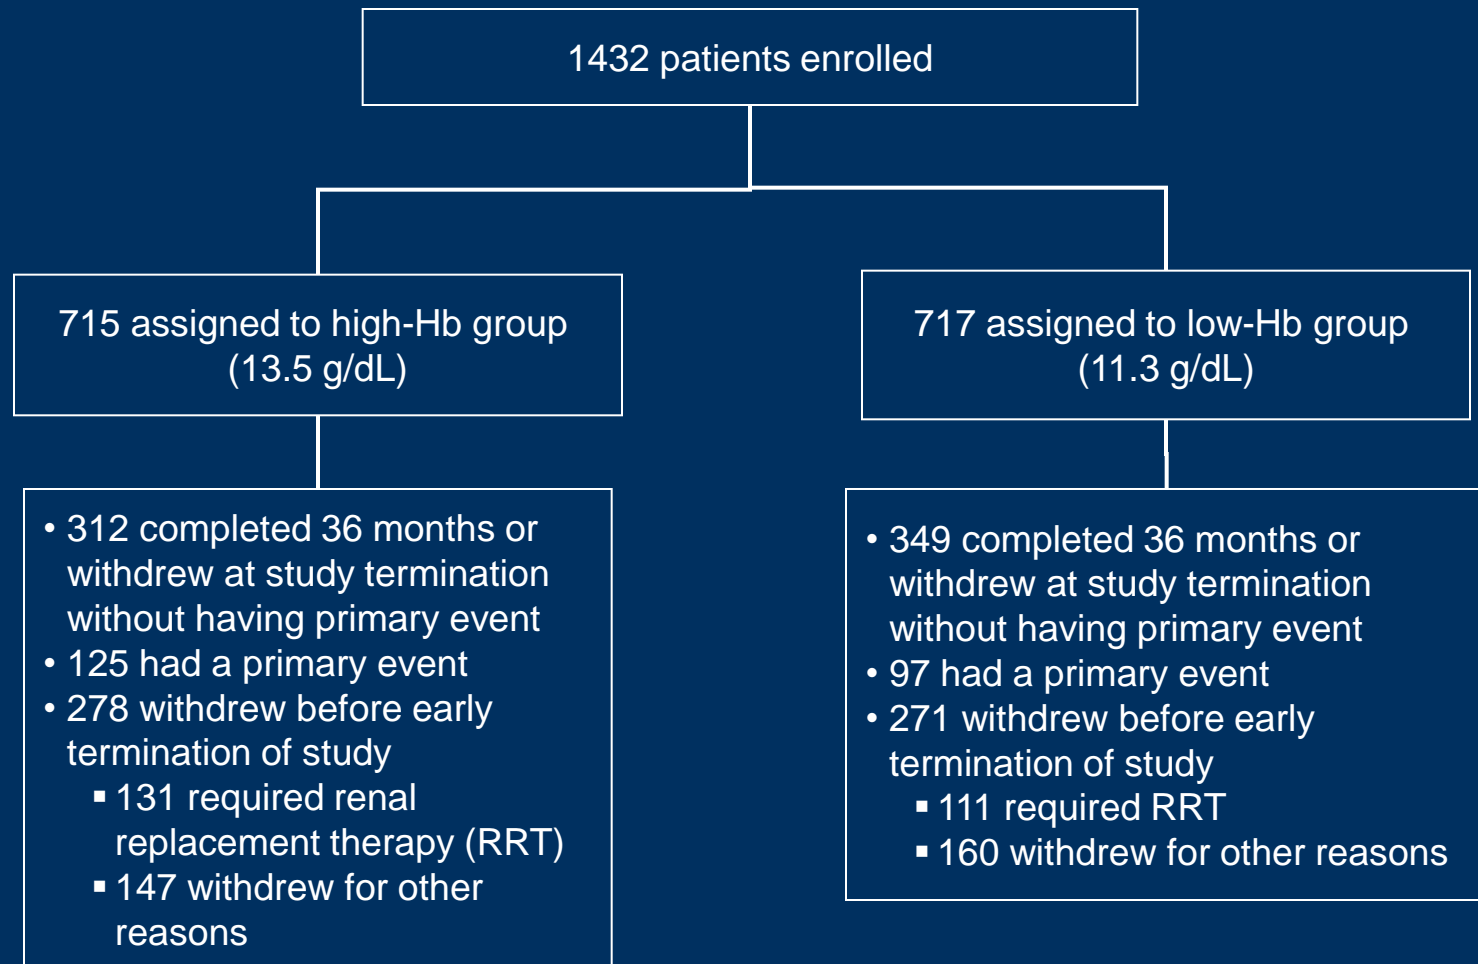 1432 patients enrolled
715 assigned to high-Hb group
(13.5 g/dL)
717 assigned to low-Hb group
(11.3 g/dL)
• 312 completed 36 months or
withdrew at study termination
without having primary event
• 125 had a primary event
• 278 withdrew before early
termination of study
▪ 131 required renal
replacement therapy (RRT)
▪ 147 withdrew for other
reasons
• 349 completed 36 months or
withdrew at study termination
without having primary event
• 97 had a primary event
• 271 withdrew before early
termination of study
▪ 111 required RRT
▪ 160 withdrew for other reasons